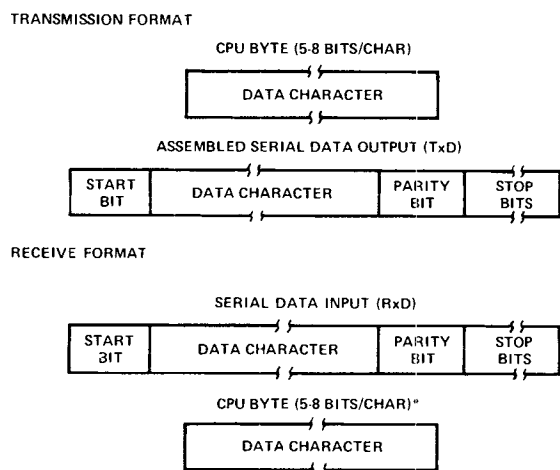 TRANSMISSION FORMAT
CPU BYTE (5-8 BITS/CHAR)
DATA CHARACTER
ASSEMBLED SERIAL DATA OUTPUT (TxD)
START BIT
DATA CHARACTER
PARITY BIT
STOP BITS
RECEIVE FORMAT
SERIAL DATA INPUT (RxD)
START BIT
DATA CHARACTER
PARITY BIT
STOP BITS
CPU BYTE (5-8 BITS/CHAR)*
DATA CHARACTER